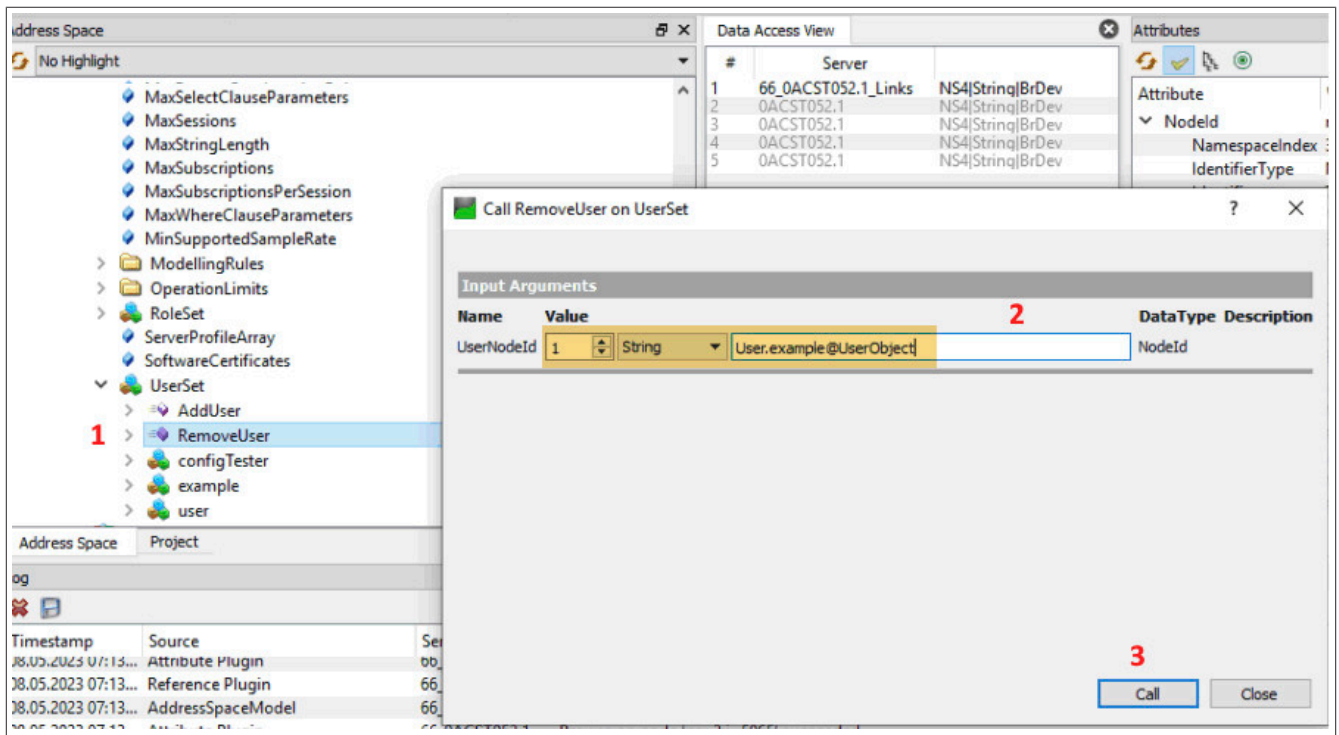 Address Space
No Highlight
MaxSelectClauseParameters
MaxSessions
MaxStringLength
MaxSubscriptions
MaxSubscriptionsPerSession
MaxWhereClauseParameters
MinSupportedSampleRate
ModellingRules
OperationLimits
RoleSet
ServerProfileArray
SoftwareCertificates
UserSet
AddUser
1 RemoveUser
configTester
example
user
Address Space Project
Data Access View
# Server
1 66_0ACST052.1_Links NS4|String|BrDev
2 0ACST052.1 NS4|String|BrDev
3 0ACST052.1 NS4|String|BrDev
4 0ACST052.1 NS4|String|BrDev
5 0ACST052.1 NS4|String|BrDev
Attributes
Attribute
NodeId
NamespaceIndex
IdentifierType
Call RemoveUser on UserSet ? X
Input Arguments
Name Value 2 DataType Description
UserNodeId 1 String User.example@UserObject NodeId
3
Call Close
Timestamp Source
08.05.2023 07:13... Attribute Plugin
08.05.2023 07:13... Reference Plugin
08.05.2023 07:13... AddressSpaceModel